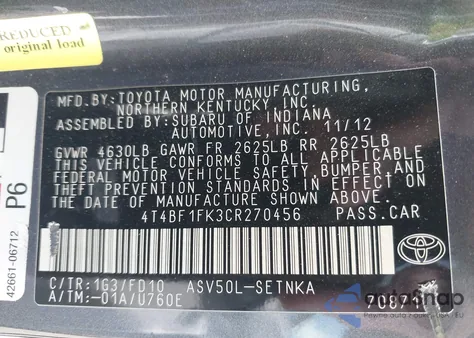 REDUCED
original load
MFD.BY:TOYOTA MOTOR MANUFACTURING,
NORTHERN KENTUCKY,INC.
ASSEMBLED BY: SUBARU OF INDIANA
AUTOMOTIVE, INC. 11/12
GVWR 4630LB GAWR FR 2625LB RR 2625LB
THIS VEHICLE CONFORMS TO ALL APPLICABLE
FEDERAL MOTOR VEHICLE SAFETY, BUMPER, AND
THEFT PREVENTION STANDARDS IN EFFECT ON
THE DATE OF MANUFACTURE SHOWN ABOVE.
4T4BF1FK3CR270456 PASS.CAR
C/TR:1G3/FD10 ASV50L-SETNKA
A/TM:-01A/U760E
TOYOTA
P6
42661-06712
autosnap